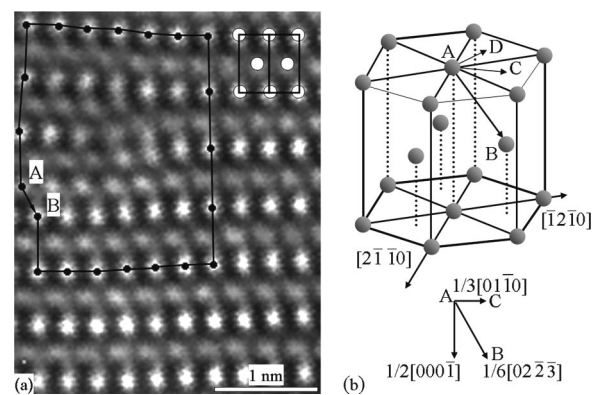 A
B
1 nm
(a)
A
D
C
B
[1̅21̅0]
[21̅ 1̅0]
1/3[011̅0]
A
C
B
1/2[0001̅]
1/6[022̅ 3̅]
(b)